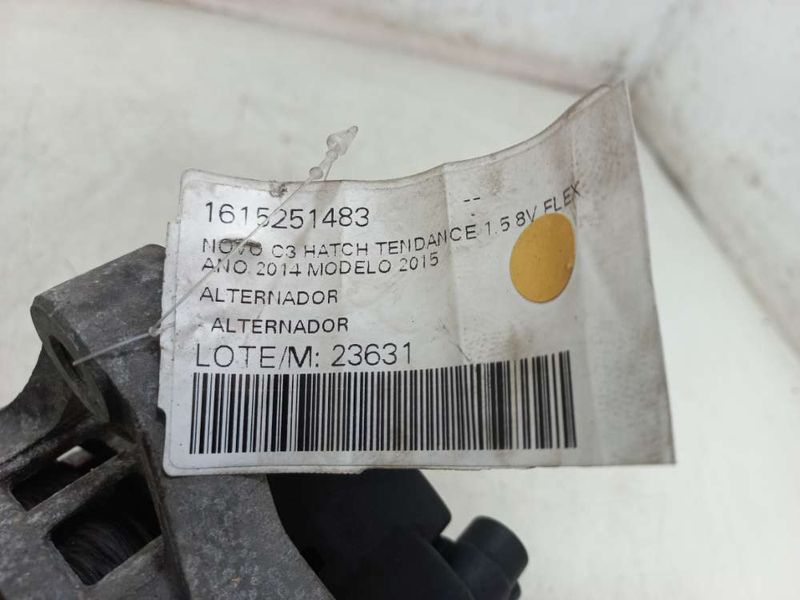 --
1615251483
NOVO C3 HATCH TENDANCE 1.5 8V FLEX
ANO 2014 MODELO 2015
ALTERNADOR
- ALTERNADOR
LOTE/M: 23631